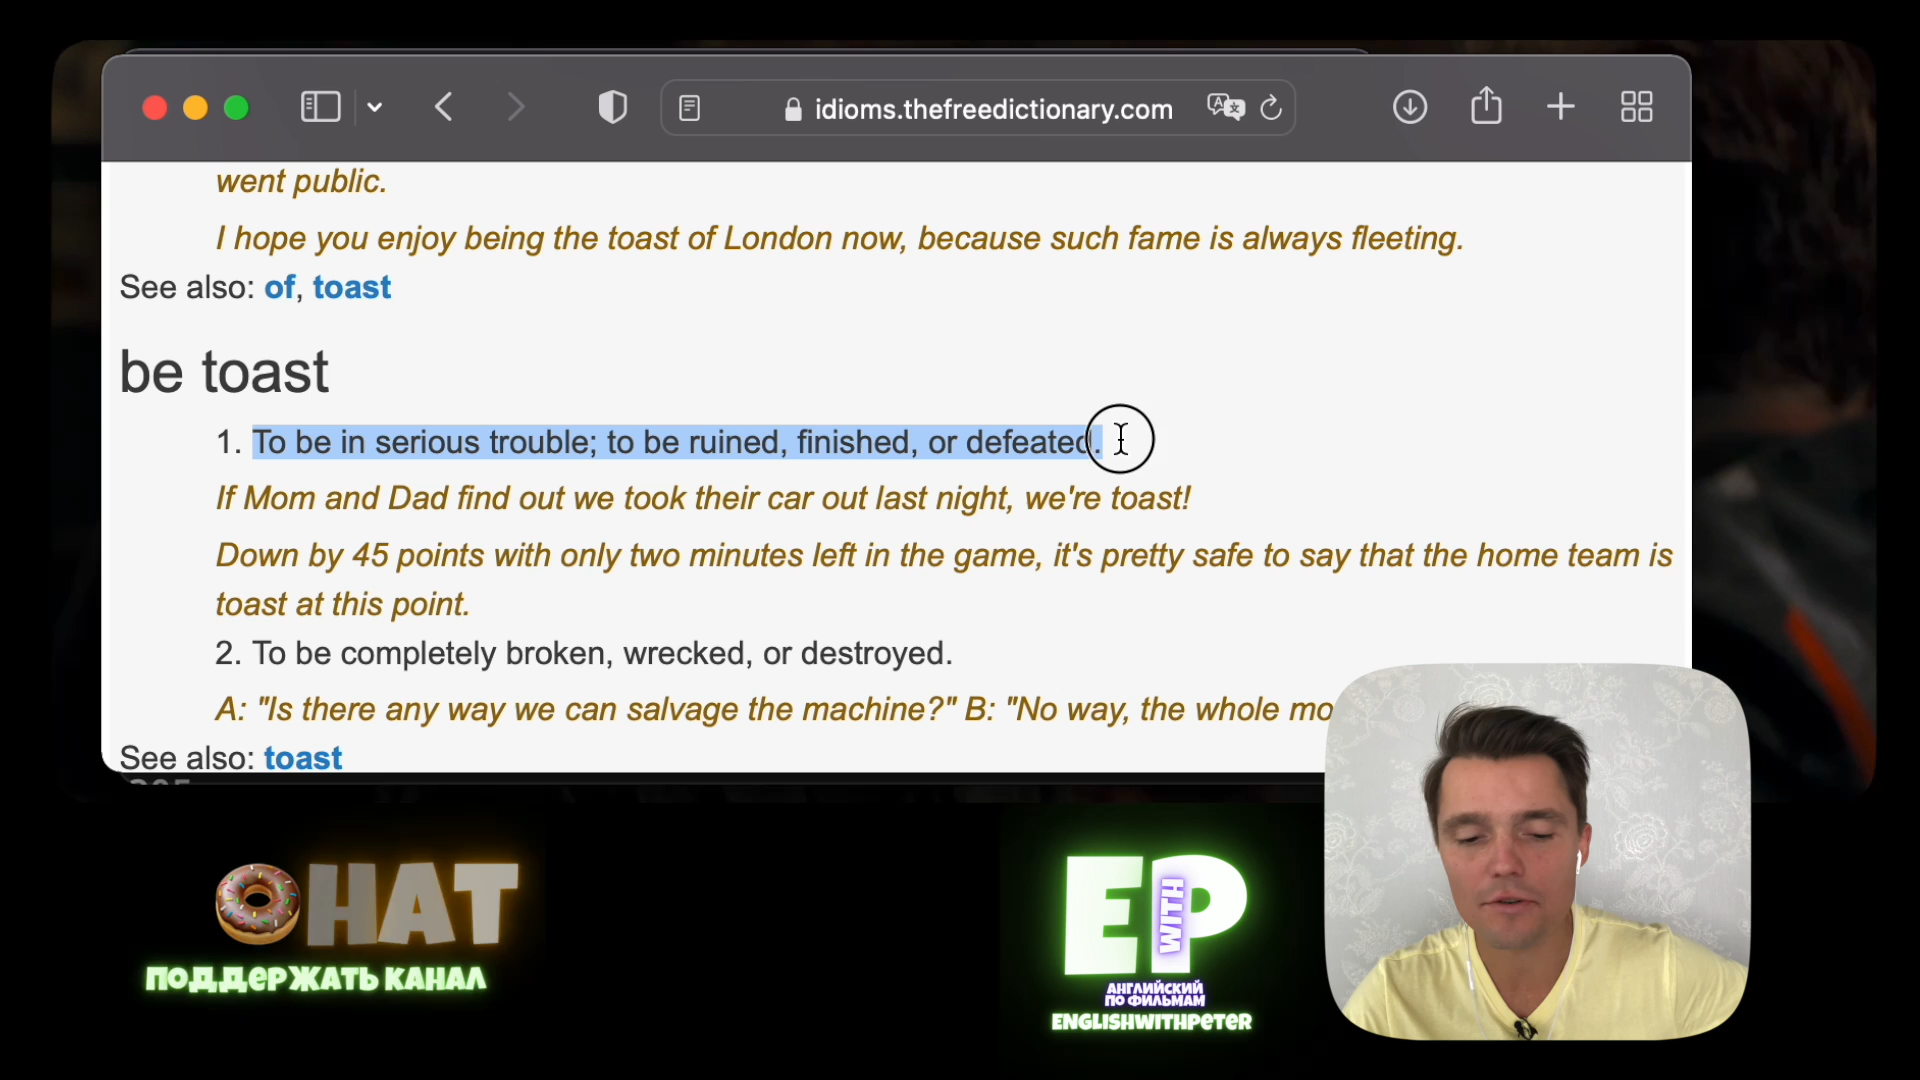 idioms.thefreedictionary.com
went public.
I hope you enjoy being the toast of London now, because such fame is always fleeting.
See also: of, toast
be toast
1. To be in serious trouble; to be ruined, finished, or defeated.
If Mom and Dad find out we took their car out last night, we're toast!
Down by 45 points with only two minutes left in the game, it's pretty safe to say that the home team is
toast at this point.
2. To be completely broken, wrecked, or destroyed.
A: "Is there any way we can salvage the machine?" B: "No way, the whole
See also: toast
НАТ
ПОДДЕРЖАТЬ КАНАЛ
EP
WITH
АНГЛИЙСКИЙ
ПО ФИЛЬМАМ
ENGLISHWITHPETER